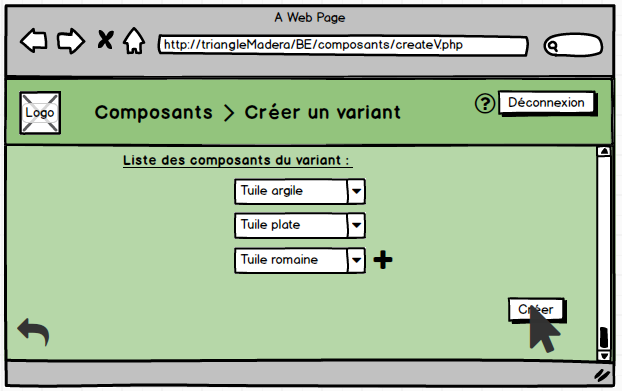 A Web Page
http://triangleMadera/BE/composants/createV.php
Logo
Composants > Créer un variant
?
Déconnexion
Liste des composants du variant :
Tuile argile
Tuile plate
Tuile romaine
Créer